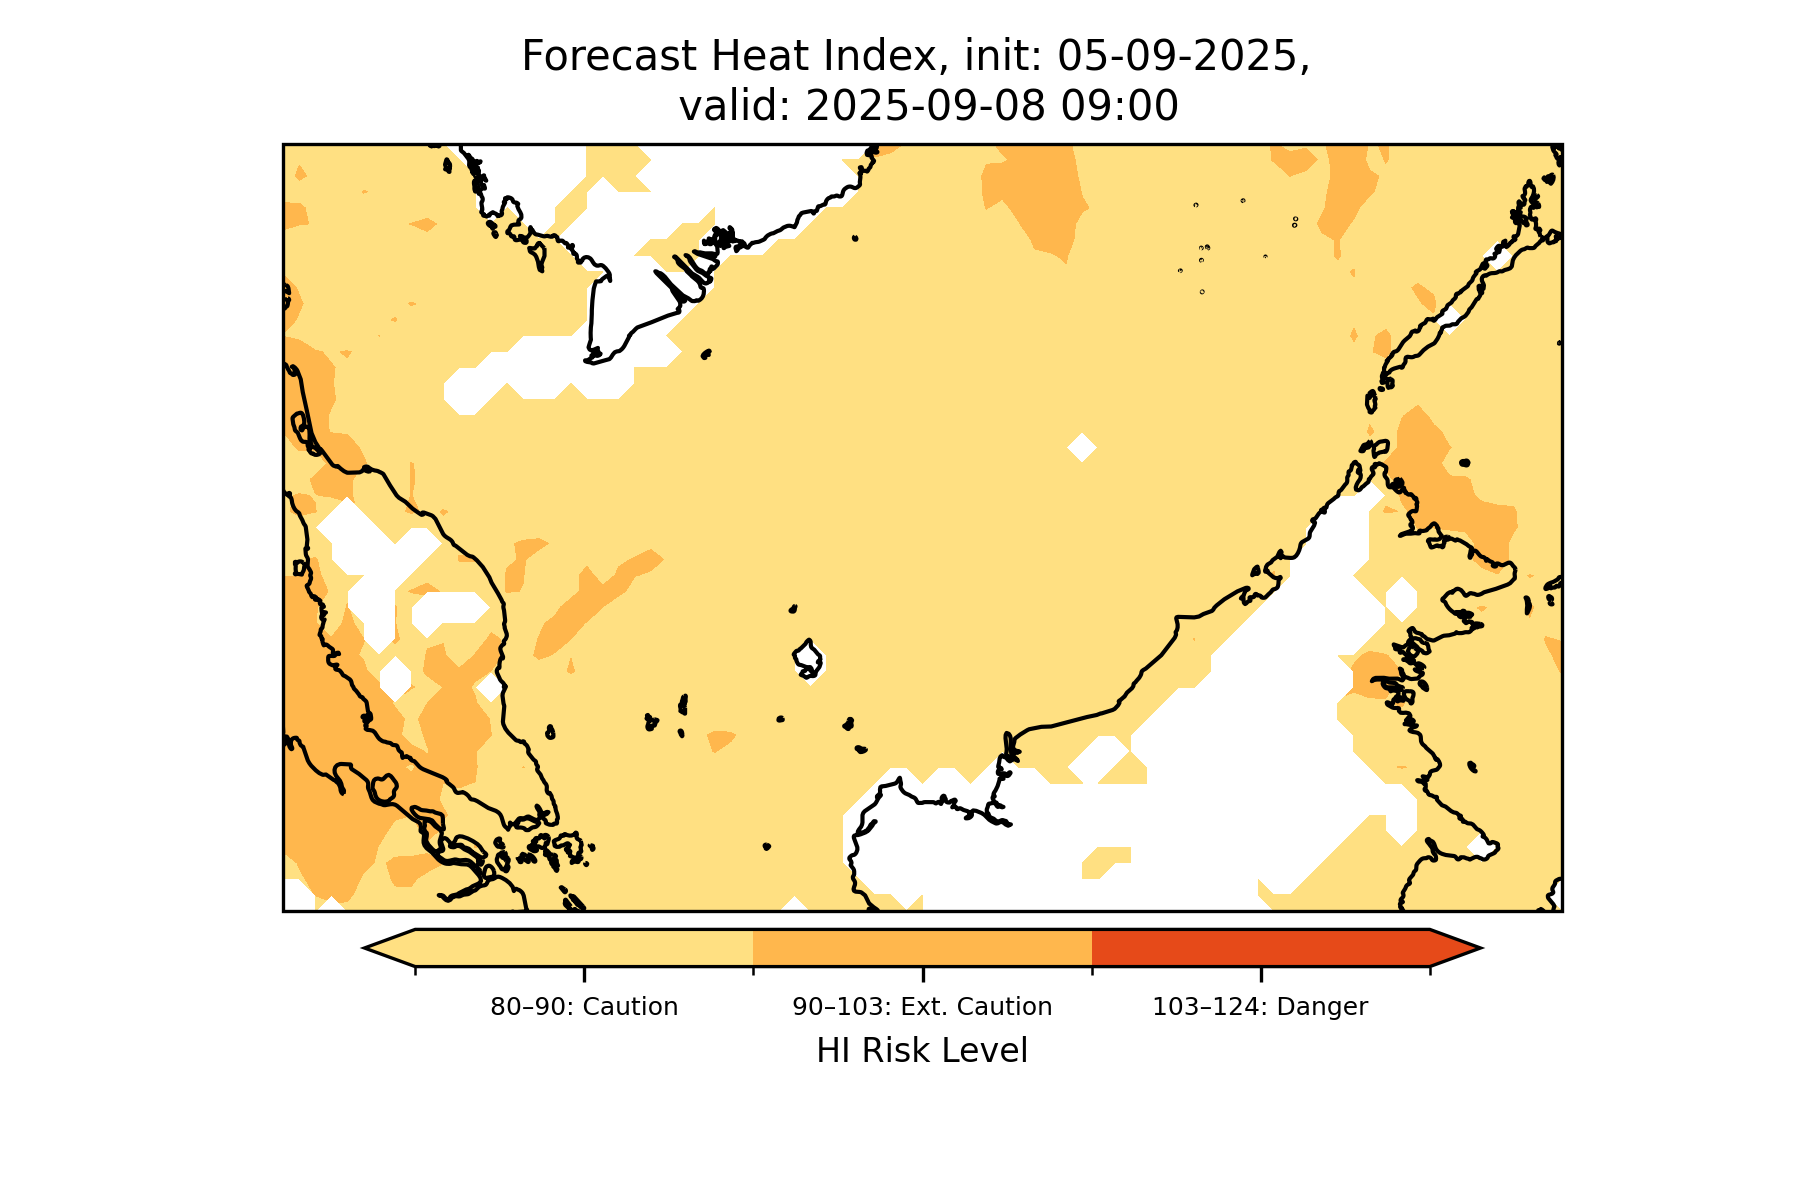 Forecast Heat Index, init: 05-09-2025,
valid: 2025-09-08 09:00
80–90: Caution
90–103: Ext. Caution
103–124: Danger
HI Risk Level